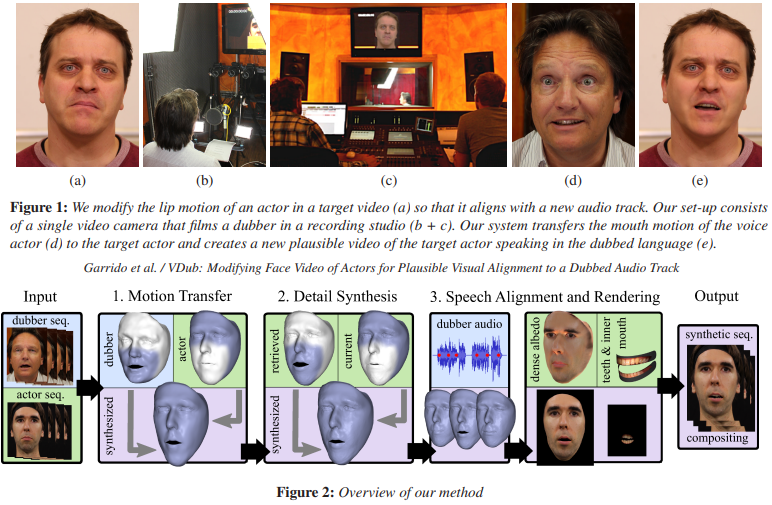 (a)
(b)
(c)
(d)
(e)
Figure 1: We modify the lip motion of an actor in a target video (a) so that it aligns with a new audio track. Our set-up consists
of a single video camera that films a dubber in a recording studio (b + c). Our system transfers the mouth motion of the voice
actor (d) to the target actor and creates a new plausible video of the target actor speaking in the dubbed language (e).
Garrido et al. / VDub: Modifying Face Video of Actors for Plausible Visual Alignment to a Dubbed Audio Track
Input
1. Motion Transfer
2. Detail Synthesis
3. Speech Alignment and Rendering
Output
dubber seq.
actor seq.
dubber
actor
synthesized
retrieved
current
synthesized
dubber audio
dense albedo
teeth & inner
mouth
synthetic seq.
compositing
Figure 2: Overview of our method